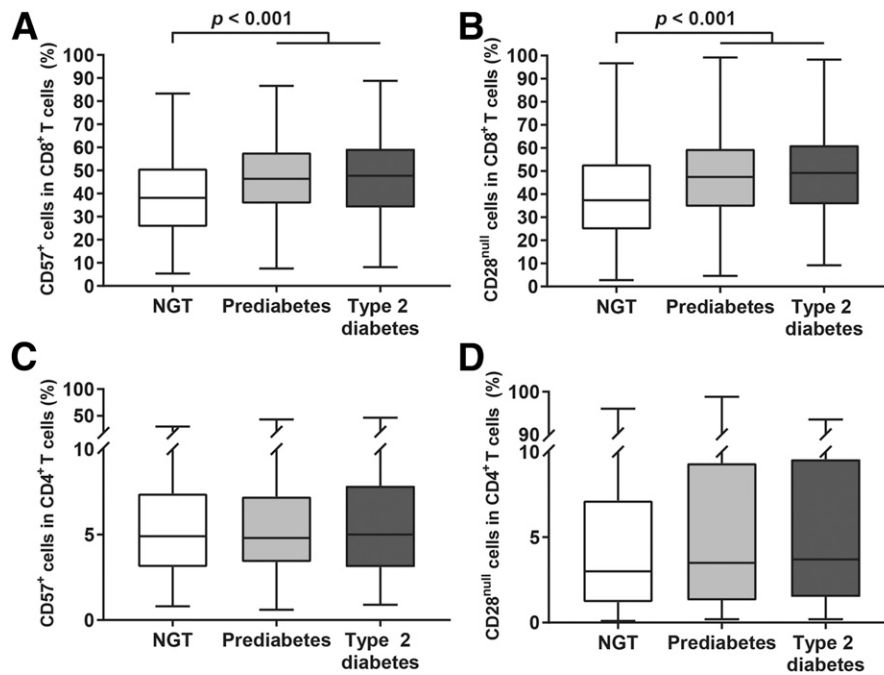 A
p < 0.001
CD57+ cells in CD8+ T cells (%)
100
90
80
70
60
50
40
30
20
10
0
NGT
Prediabetes
Type 2
diabetes
B
p < 0.001
CD28null cells in CD8+ T cells (%)
100
90
80
70
60
50
40
30
20
10
0
NGT
Prediabetes
Type 2
diabetes
C
CD57+ cells in CD4+ T cells (%)
100
50
10
5
0
NGT
Prediabetes
Type 2
diabetes
D
CD28null cells in CD4+ T cells (%)
100
90
10
5
0
NGT
Prediabetes
Type 2
diabetes